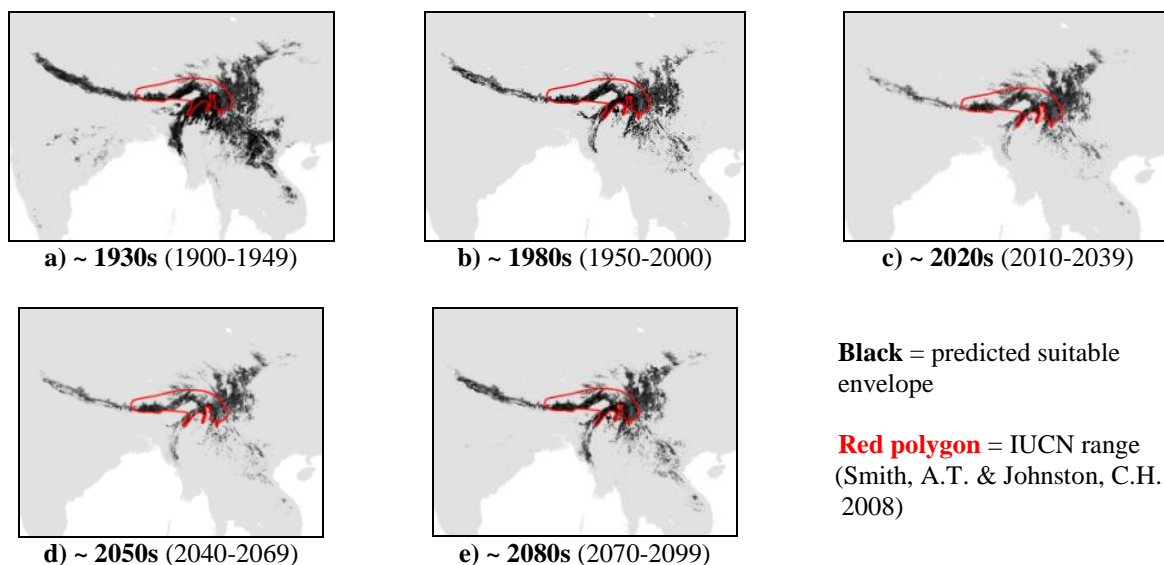 a) ~ 1930s (1900-1949)
b) ~ 1980s (1950-2000)
c) ~ 2020s (2010-2039)
Black = predicted suitable
envelope
Red polygon = IUCN range
(Smith, A.T. & Johnston, C.H.
2008)
d) ~ 2050s (2040-2069)
e) ~ 2080s (2070-2099)